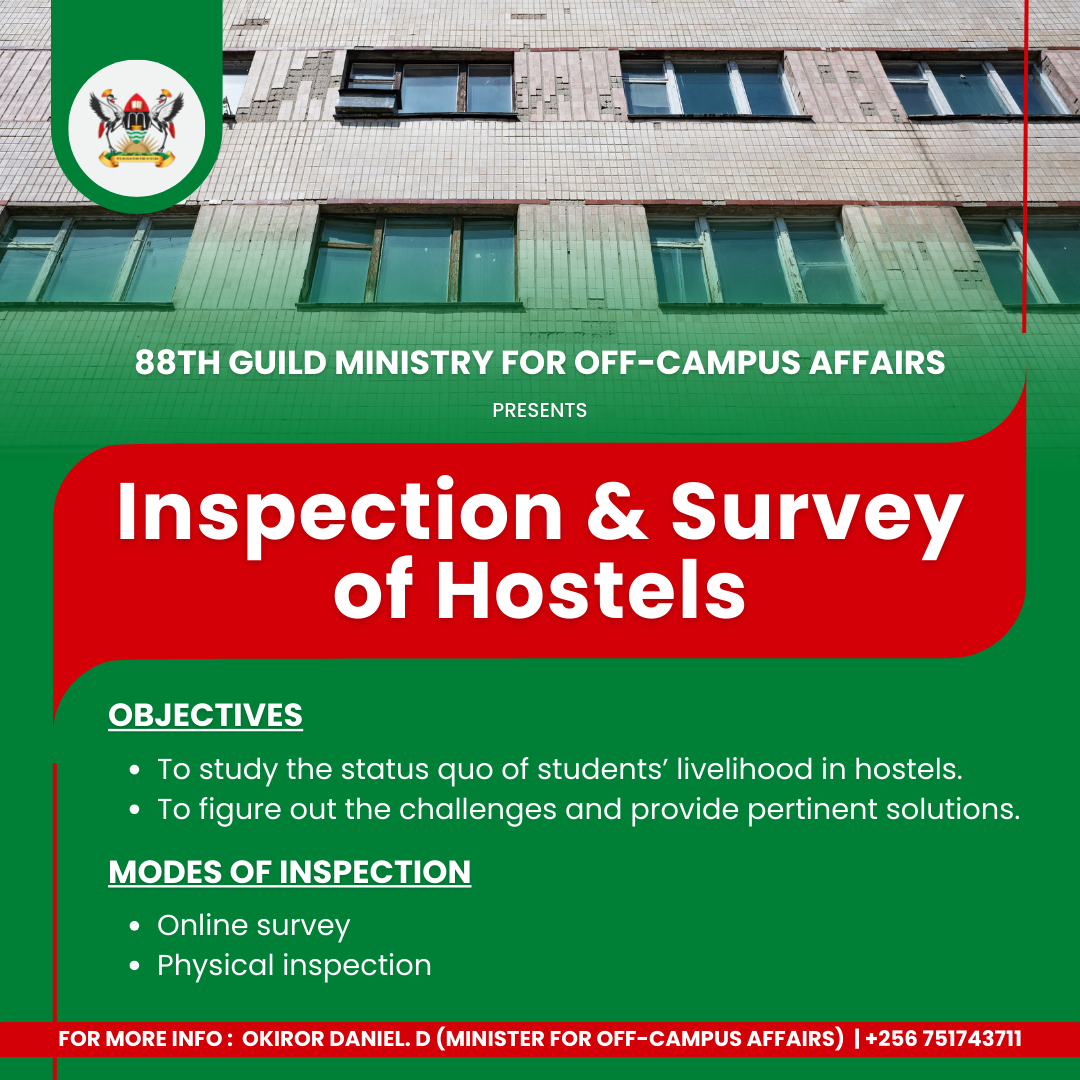 88TH GUILD MINISTRY FOR OFF-CAMPUS AFFAIRS
PRESENTS
Inspection & Survey
of Hostels
OBJECTIVES
• To study the status quo of students’ livelihood in hostels.
• To figure out the challenges and provide pertinent solutions.
MODES OF INSPECTION
• Online survey
• Physical inspection
FOR MORE INFO : OKIROR DANIEL. D (MINISTER FOR OFF-CAMPUS AFFAIRS) | +256 751743711